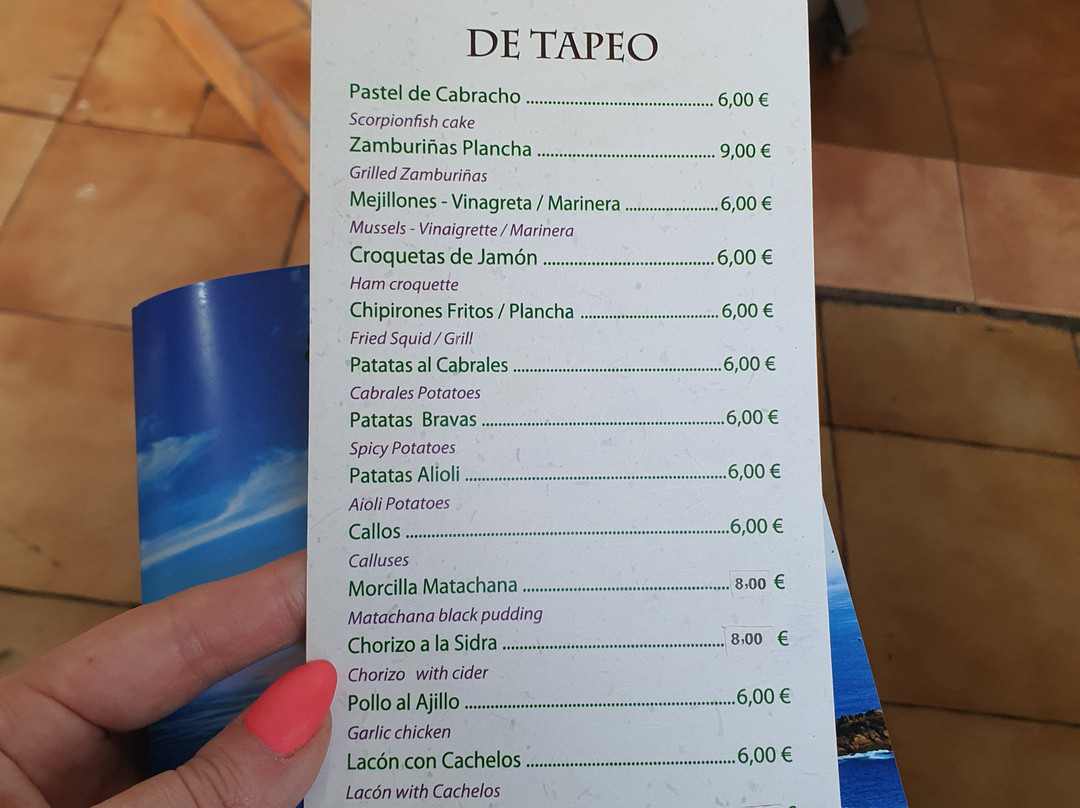 DE TAPEO
Pastel de Cabracho ........................................... 6,00 €
Scorpionfish cake
Zamburiñas Plancha ......................................... 9,00 €
Grilled Zamburiñas
Mejillones - Vinagreta / Marinera ...................... 6,00 €
Mussels - Vinaigrette / Marinera
Croquetas de Jamón ....................................... 6,00 €
Ham croquette
Chipirones Fritos / Plancha ................................ 6,00 €
Fried Squid / Grill
Patatas al Cabrales ................................................ 6,00 €
Cabrales Potatoes
Patatas Bravas ........................................................ 6,00 €
Spicy Potatoes
Patatas Alioli ............................................................ 6,00 €
Aioli Potatoes
Callos .......................................................................... 6,00 €
Calluses
Morcilla Matachana ................................................ 8,00 €
Matachana black pudding
Chorizo a la Sidra ................................................... 8,00 €
Chorizo with cider
Pollo al Ajillo .............................................................. 6,00 €
Garlic chicken
Lacón con Cachelos ................................................ 6,00 €
Lacón with Cachelos